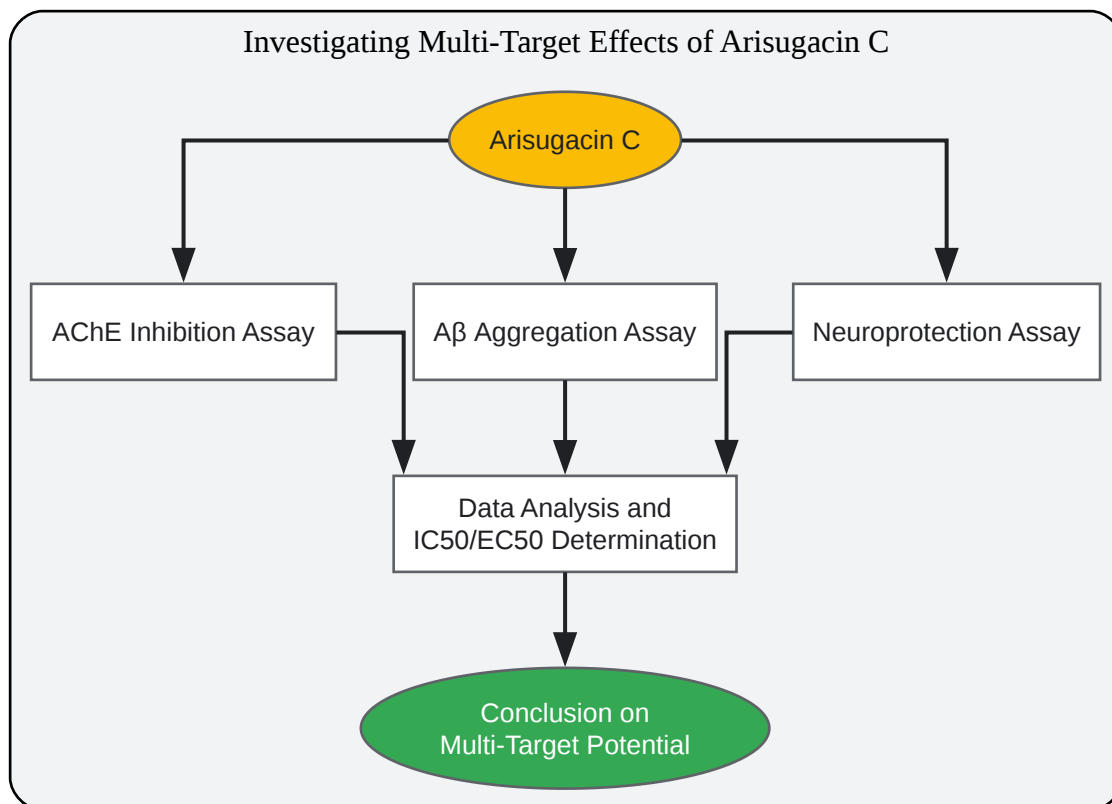 Investigating Multi-Target Effects of Arisugacin C
Arisugacin C
AChE Inhibition Assay
Aβ Aggregation Assay
Neuroprotection Assay
Data Analysis and
IC50/EC50 Determination
Conclusion on
Multi-Target Potential